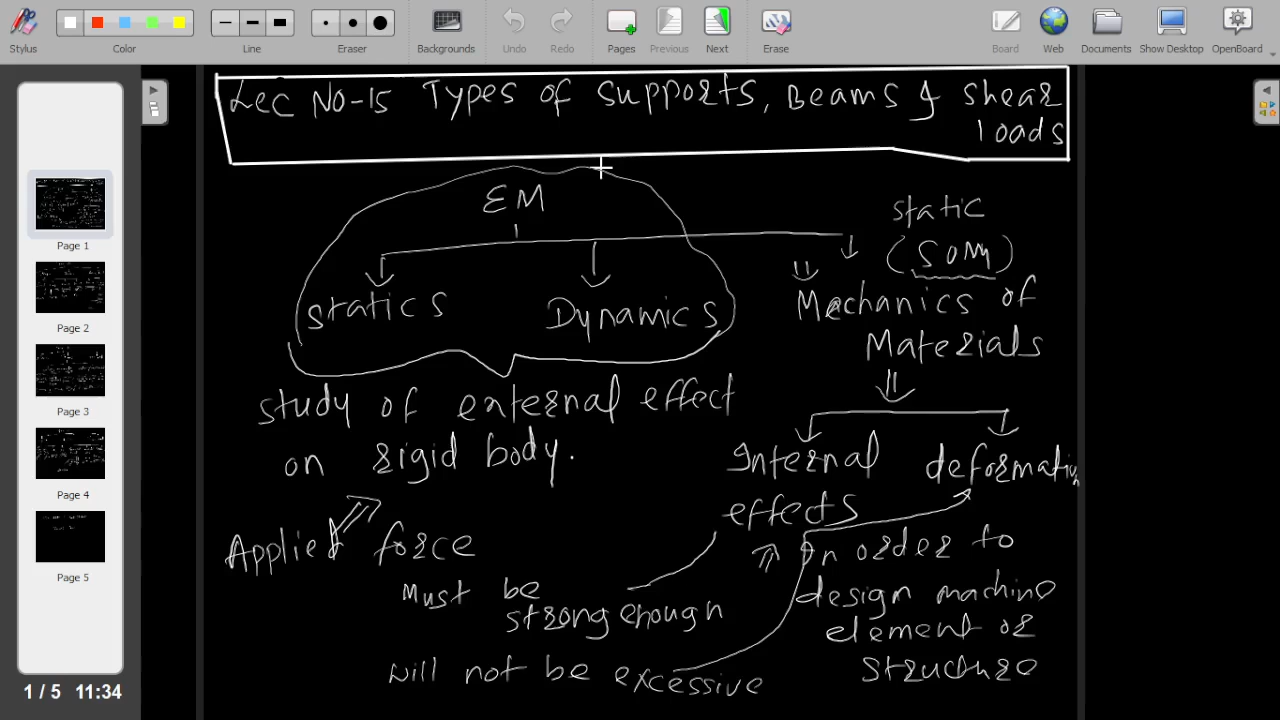 Stylus
Color
Line
Eraser
Backgrounds
Undo
Redo
Pages
Previous
Next
Erase
Board
Web
Documents
Show Desktop
OpenBoard
Page 1
Page 2
Page 3
Page 4
Page 5
1 / 5 11:34
Lec NO-15 Types of supports, Beams & shear
loads
EM
statics
Dynamics
static
(SOM)
Mechanics of
Materials
study of external effect
on rigid body.
Applied force
Internal
effects
deformation
Must be
strong enough
will not be excessive
In order to
design machine
element or
structure